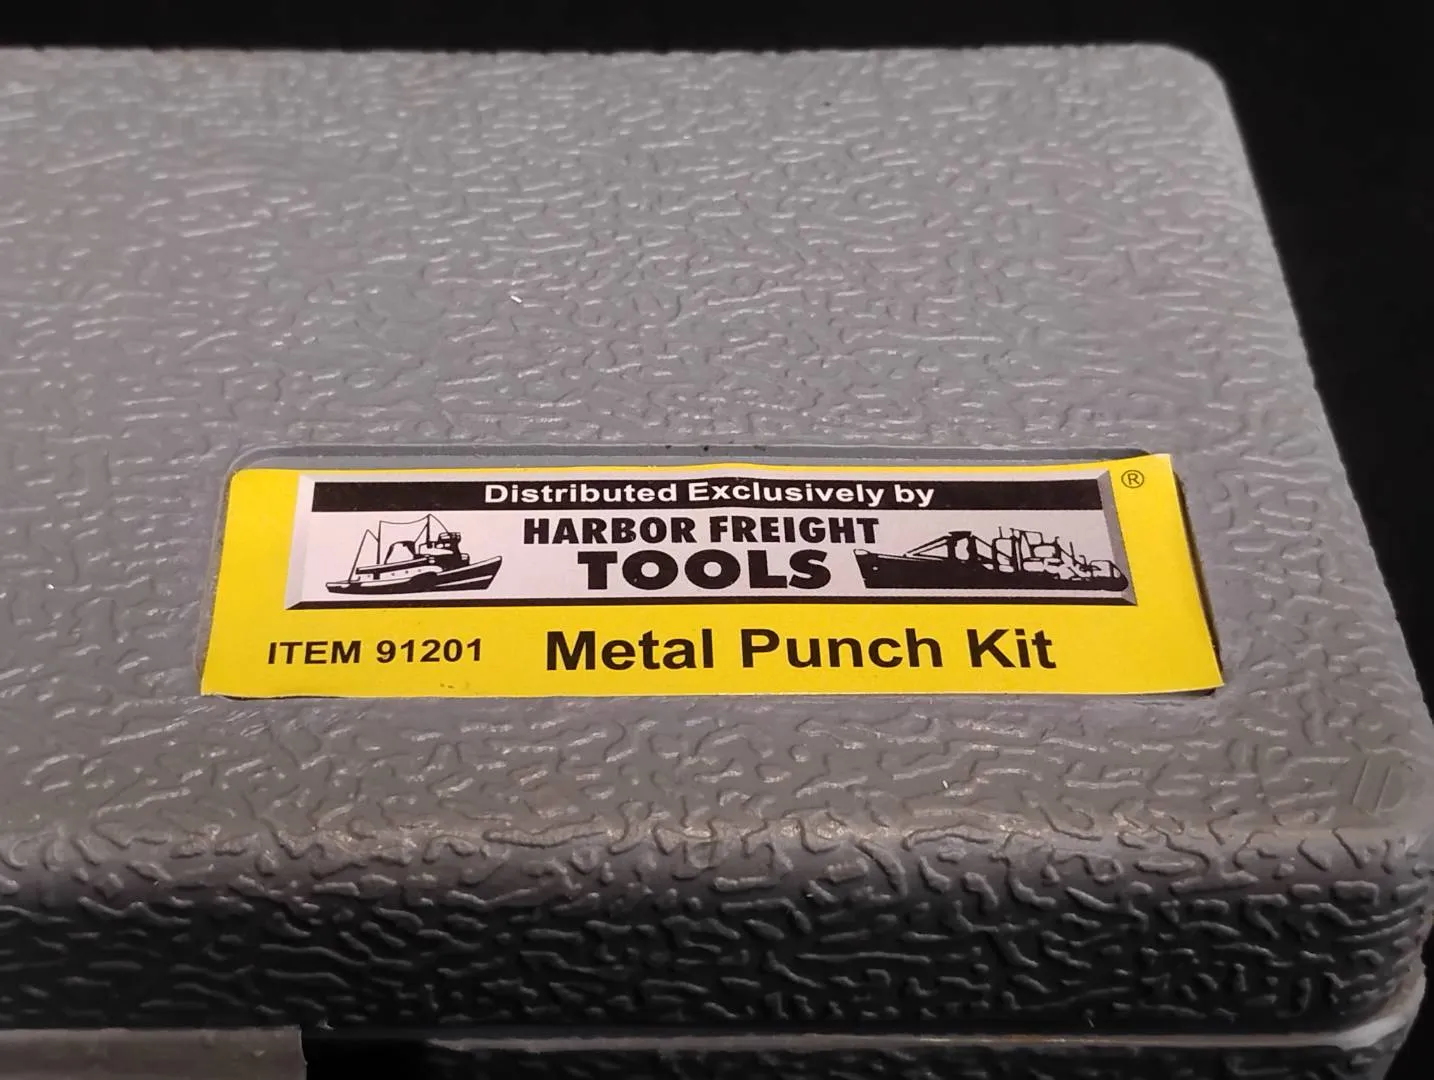 Distributed Exclusively by
®
HARBOR FREIGHT
TOOLS
ITEM 91201 Metal Punch Kit